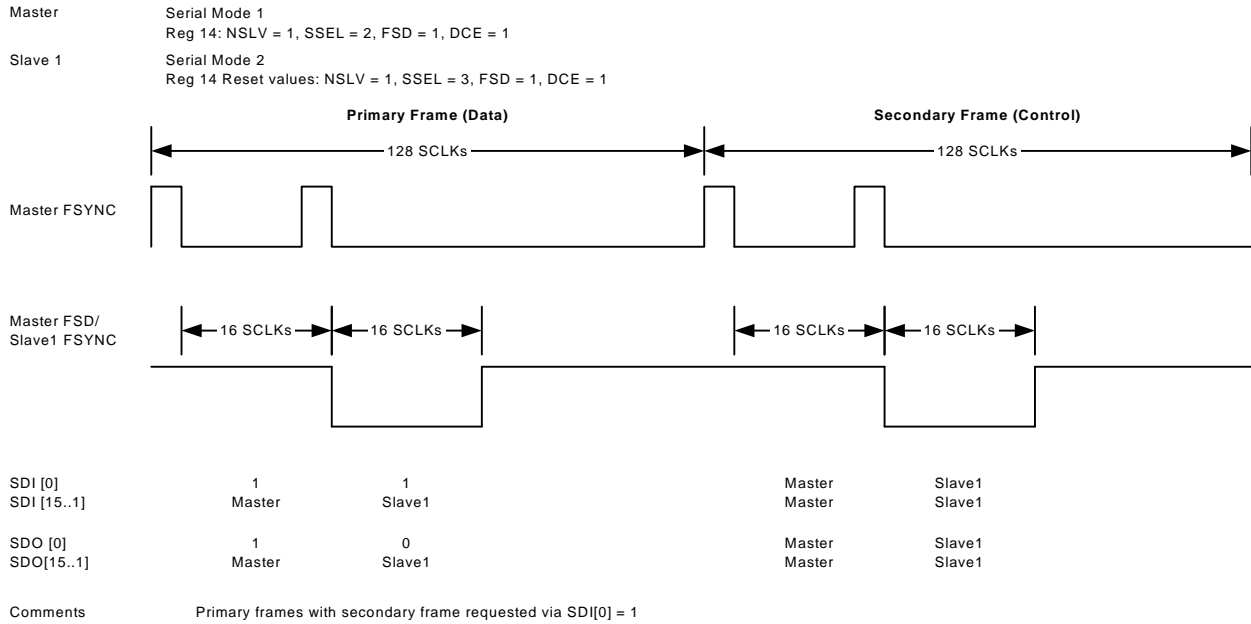 Master Serial Mode 1
Reg 14: NSLV = 1, SSEL = 2, FSD = 1, DCE = 1
Slave 1 Serial Mode 2
Reg 14 Reset values: NSLV = 1, SSEL = 3, FSD = 1, DCE = 1
Primary Frame (Data) Secondary Frame (Control)
128 SCLKs 128 SCLKs
Master FSYNC
Master FSD/
Slave1 FSYNC
16 SCLKs 16 SCLKs 16 SCLKs 16 SCLKs
SDI [0] 1 1 Master Slave1
SDI [15..1] Master Slave1 Master Slave1
SDO [0] 1 0 Master Slave1
SDO[15..1] Master Slave1 Master Slave1
Comments Primary frames with secondary frame requested via SDI[0] = 1